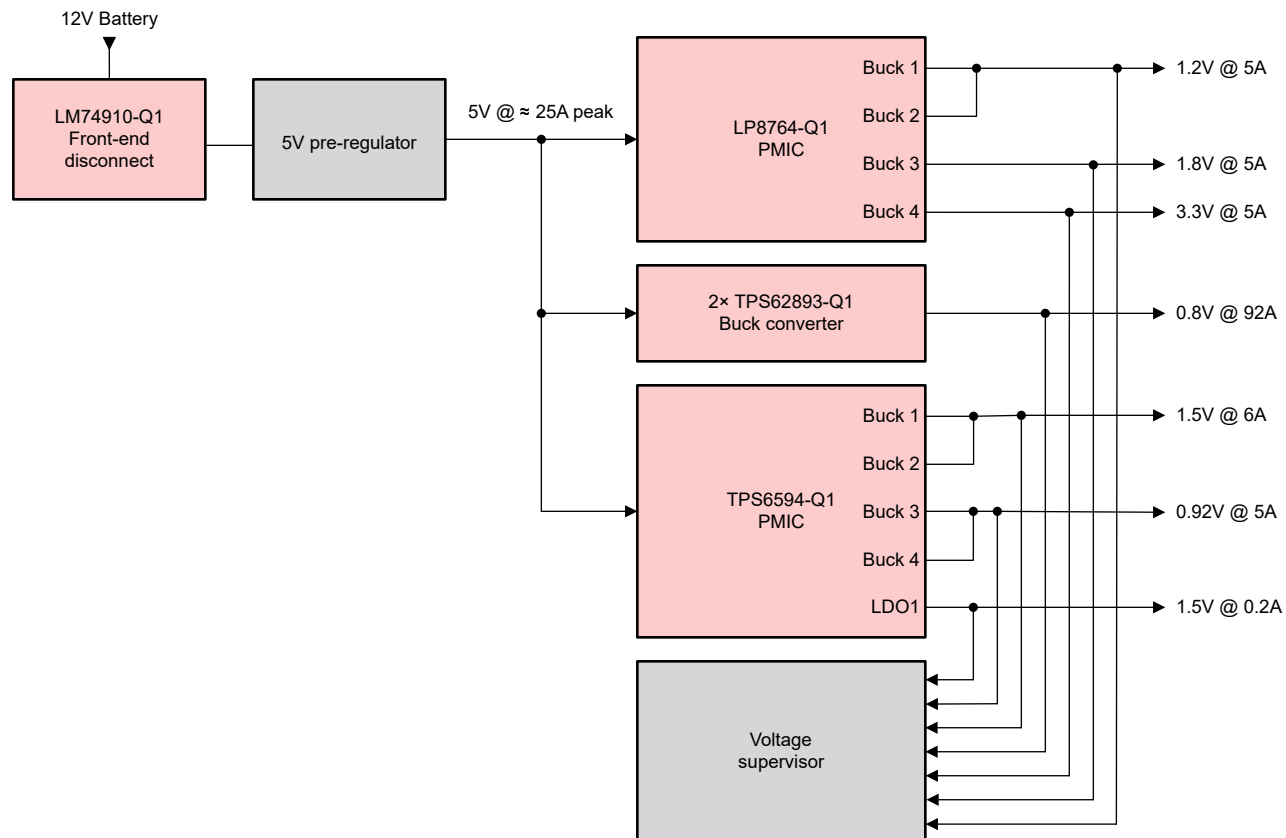 12V Battery
LM74910-Q1
Front-end
disconnect
5V pre-regulator
5V @ ≈ 25A peak
LP8764-Q1
PMIC
Buck 1
Buck 2
Buck 3
Buck 4
1.2V @ 5A
1.8V @ 5A
3.3V @ 5A
2× TPS62893-Q1
Buck converter
0.8V @ 92A
TPS6594-Q1
PMIC
Buck 1
Buck 2
Buck 3
Buck 4
LDO1
1.5V @ 6A
0.92V @ 5A
1.5V @ 0.2A
Voltage
supervisor